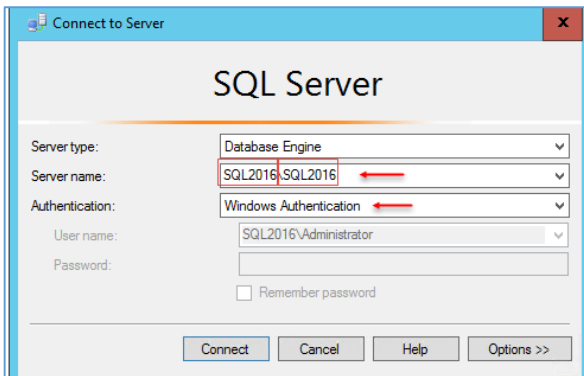 Connect to Server
x
SQL Server
Server type: Database Engine
Server name: SQL2016\SQL2016
Authentication: Windows Authentication
User name: SQL2016\Administrator
Password:
Remember password
Connect Cancel Help Options >>